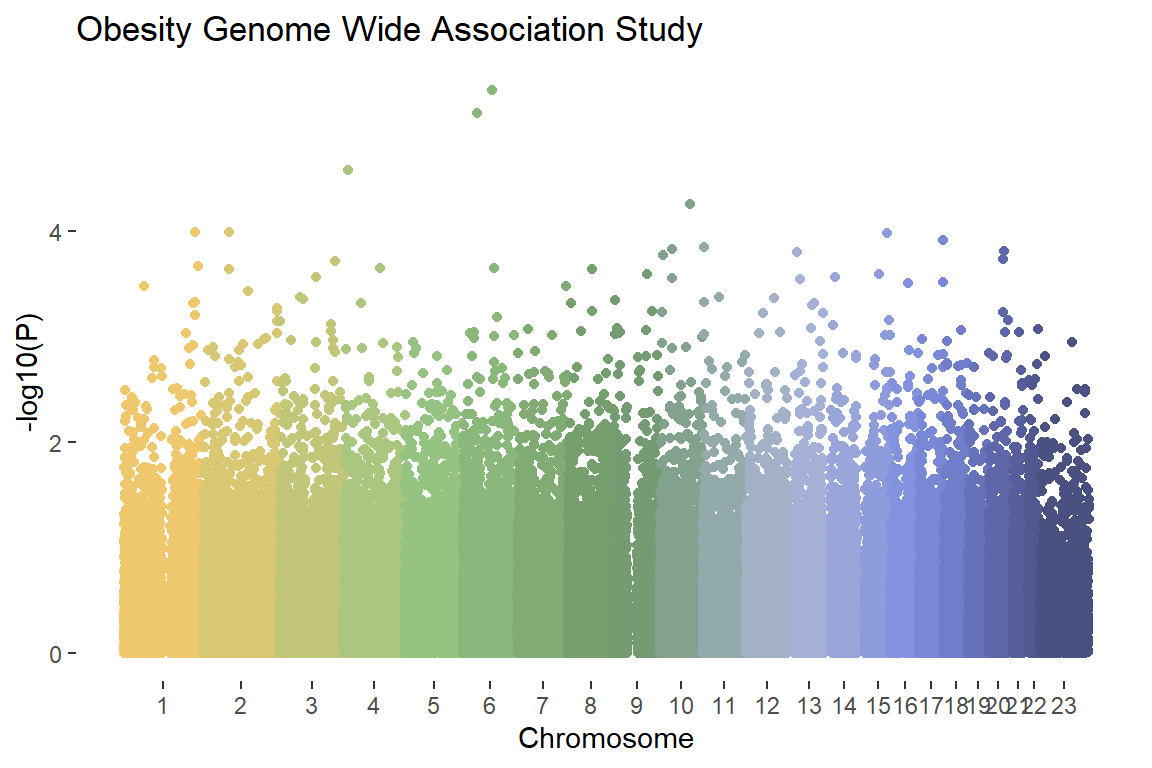 Obesity Genome Wide Association Study
-log10(P)
4
2
0
1 2 3 4 5 6 7 8 9 10 11 12 13 14 15 16 17 18 19 20 21 22 23
Chromosome